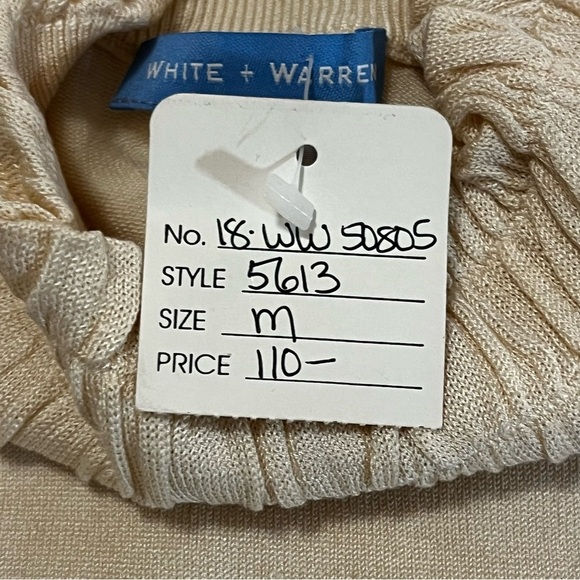 WHITE + WARREN
No. 18-WW 50805
STYLE 5613
SIZE M
PRICE 110-